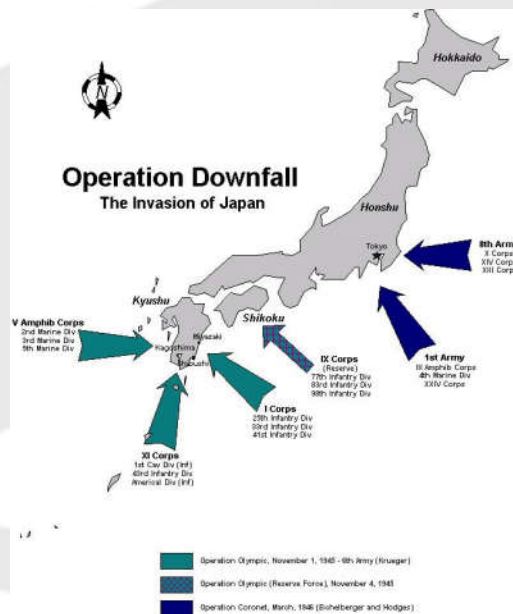 Hokkaido
N
Operation Downfall
The Invasion of Japan
Honshu
Tokyo
8th Army
X Corps
XIV Corps
XIII Corps
Kyushu
Shikoku
V Amphib Corps
2nd Marine Div
3rd Marine Div
5th Marine Div
Miyazaki
Kagoshima
Shibushi
IX Corps
(Reserve)
77th Infantry Div
83rd Infantry Div
98th Infantry Div
1st Army
III Amphib Corps
4th Marine Div
XXIV Corps
I Corps
25th Infantry Div
33rd Infantry Div
41st Infantry Div
XI Corps
1st Cav Div (Inf)
43rd Infantry Div
Americal Div (Inf)
Operation Olympic, November 1, 1945 - 6th Army (Krueger)
Operation Olympic (Reserve Force), November 4, 1945
Operation Coronet, March, 1946 (Eichelberger and Hodges)